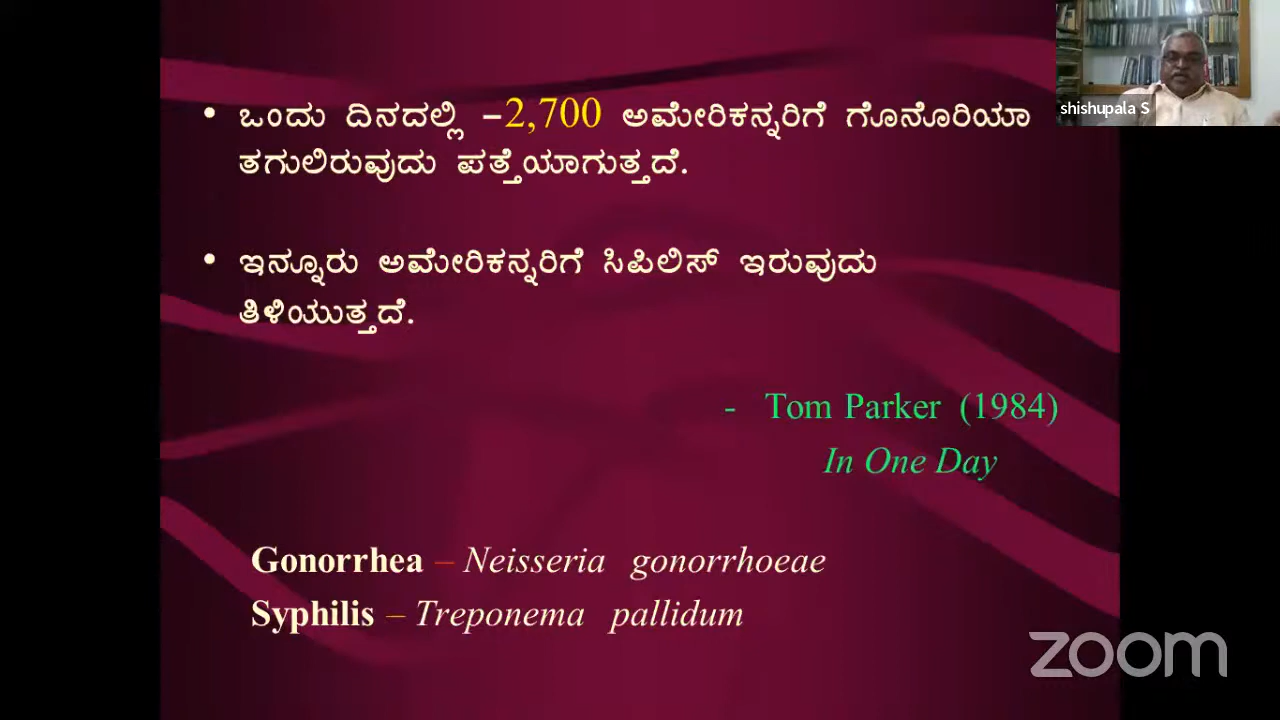 • ಒಂದು ದಿನದಲ್ಲಿ –2,700 ಅಮೇರಿಕನ್ನರಿಗೆ ಗೊನೊರಿಯಾ
ತಗುಲಿರುವುದು ಪತ್ತೆಯಾಗುತ್ತದೆ.
• ಇನ್ನೂರು ಅಮೇರಿಕನ್ನರಿಗೆ ಸಿಪಿಲಿಸ್ ಇರುವುದು
ತಿಳಿಯುತ್ತದೆ.
- Tom Parker (1984)
In One Day
Gonorrhea – Neisseria gonorrhoeae
Syphilis – Treponema pallidum
shishupala S
zoom